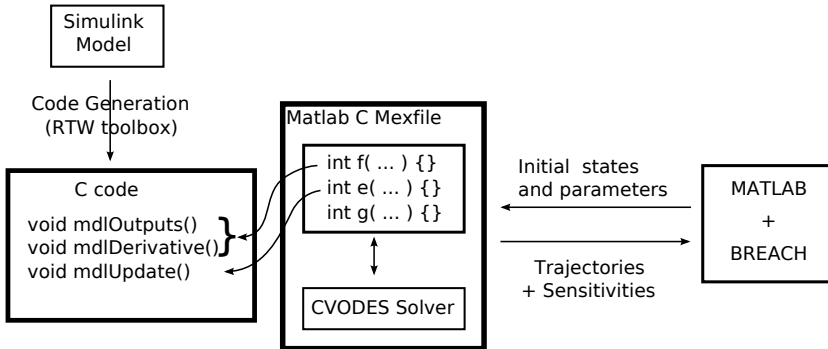 Simulink
Model
Code Generation
(RTW toolbox)
C code
void mdlOutputs()
void mdlDerivative()
void mdlUpdate()
}
Matlab C Mexfile
int f( ... ) {}
int e( ... ) {}
int g( ... ) {}
CVODES Solver
Initial states
and parameters
Trajectories
+ Sensitivities
MATLAB
+
BREACH